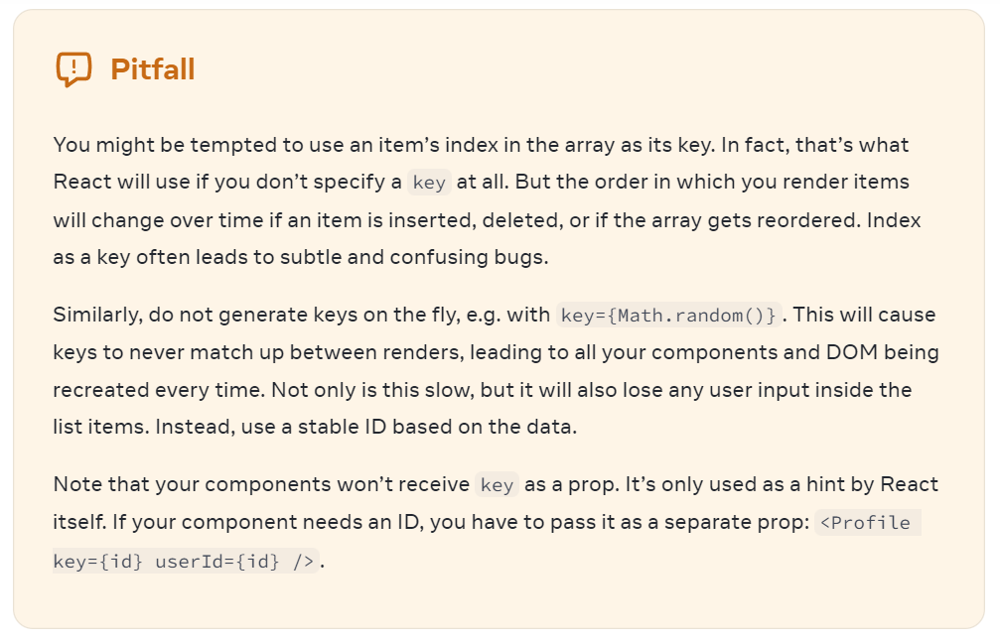 Pitfall
You might be tempted to use an item’s index in the array as its key. In fact, that’s what
React will use if you don’t specify a key at all. But the order in which you render items
will change over time if an item is inserted, deleted, or if the array gets reordered. Index
as a key often leads to subtle and confusing bugs.
Similarly, do not generate keys on the fly, e.g. with key={Math.random()}. This will cause
keys to never match up between renders, leading to all your components and DOM being
recreated every time. Not only is this slow, but it will also lose any user input inside the
list items. Instead, use a stable ID based on the data.
Note that your components won’t receive key as a prop. It’s only used as a hint by React
itself. If your component needs an ID, you have to pass it as a separate prop: <Profile
key={id} userId={id} />.